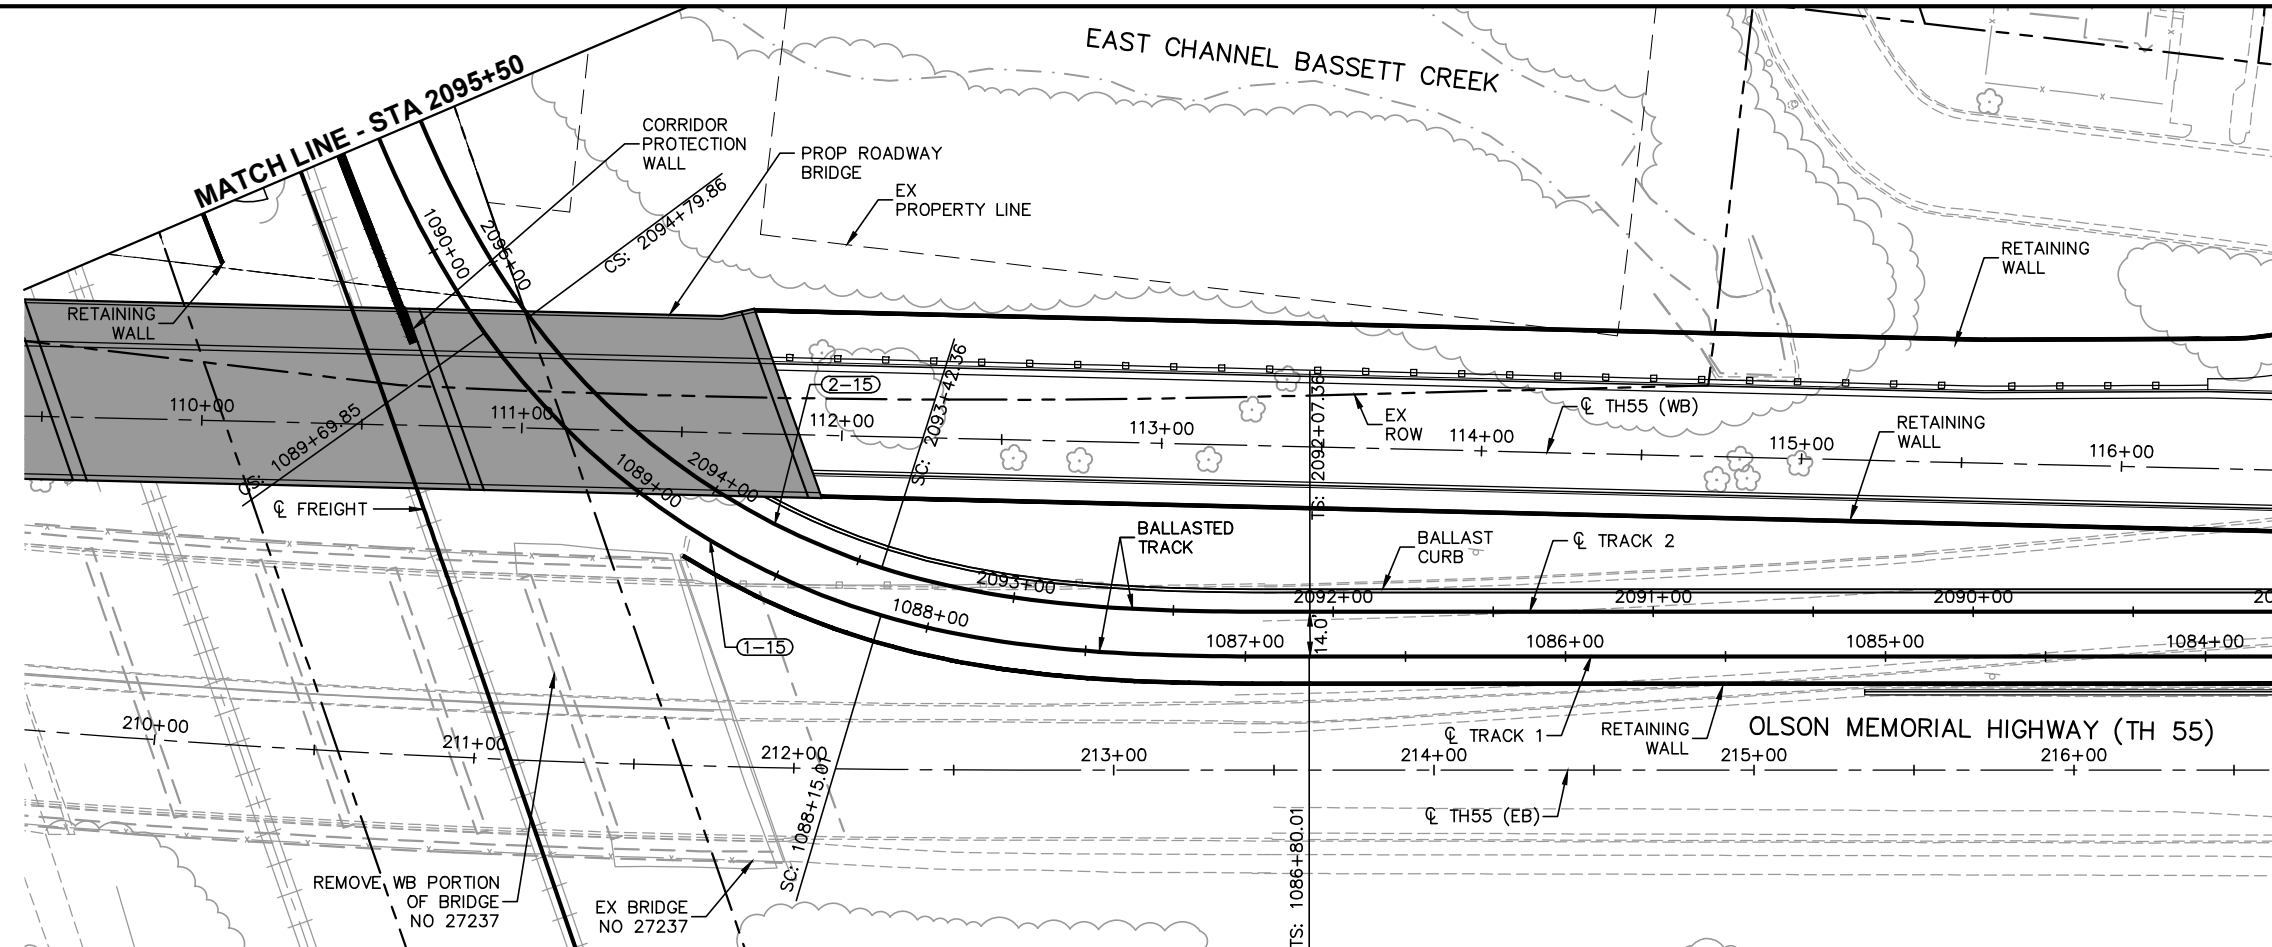 EAST CHANNEL BASSETT CREEK
MATCH LINE - STA 2095+50
CORRIDOR
PROTECTION
WALL
PROP ROADWAY
BRIDGE
EX
PROPERTY LINE
CS: 2094+79.86
1090+00
2095+00
RETAINING
WALL
RETAINING
WALL
2-15
SC: 2093+42.36
TS: 2092+07.36
110+00
111+00
112+00
113+00
114+00
115+00
116+00
EX
ROW
℄ TH55 (WB)
RETAINING
WALL
CS: 1089+69.85
1089+00
2094+00
℄ FREIGHT
BALLASTED
TRACK
BALLAST
CURB
℄ TRACK 2
2093+00
2092+00
2091+00
2090+00
20
1088+00
1087+00
14.0'
1086+00
1085+00
1084+00
1-15
210+00
211+00
212+00
213+00
214+00
215+00
216+00
℄ TRACK 1
RETAINING
WALL
OLSON MEMORIAL HIGHWAY (TH 55)
SC: 1088+15.01
℄ TH55 (EB)
TS: 1086+80.01
REMOVE WB PORTION
OF BRIDGE
NO 27237
EX BRIDGE
NO 27237